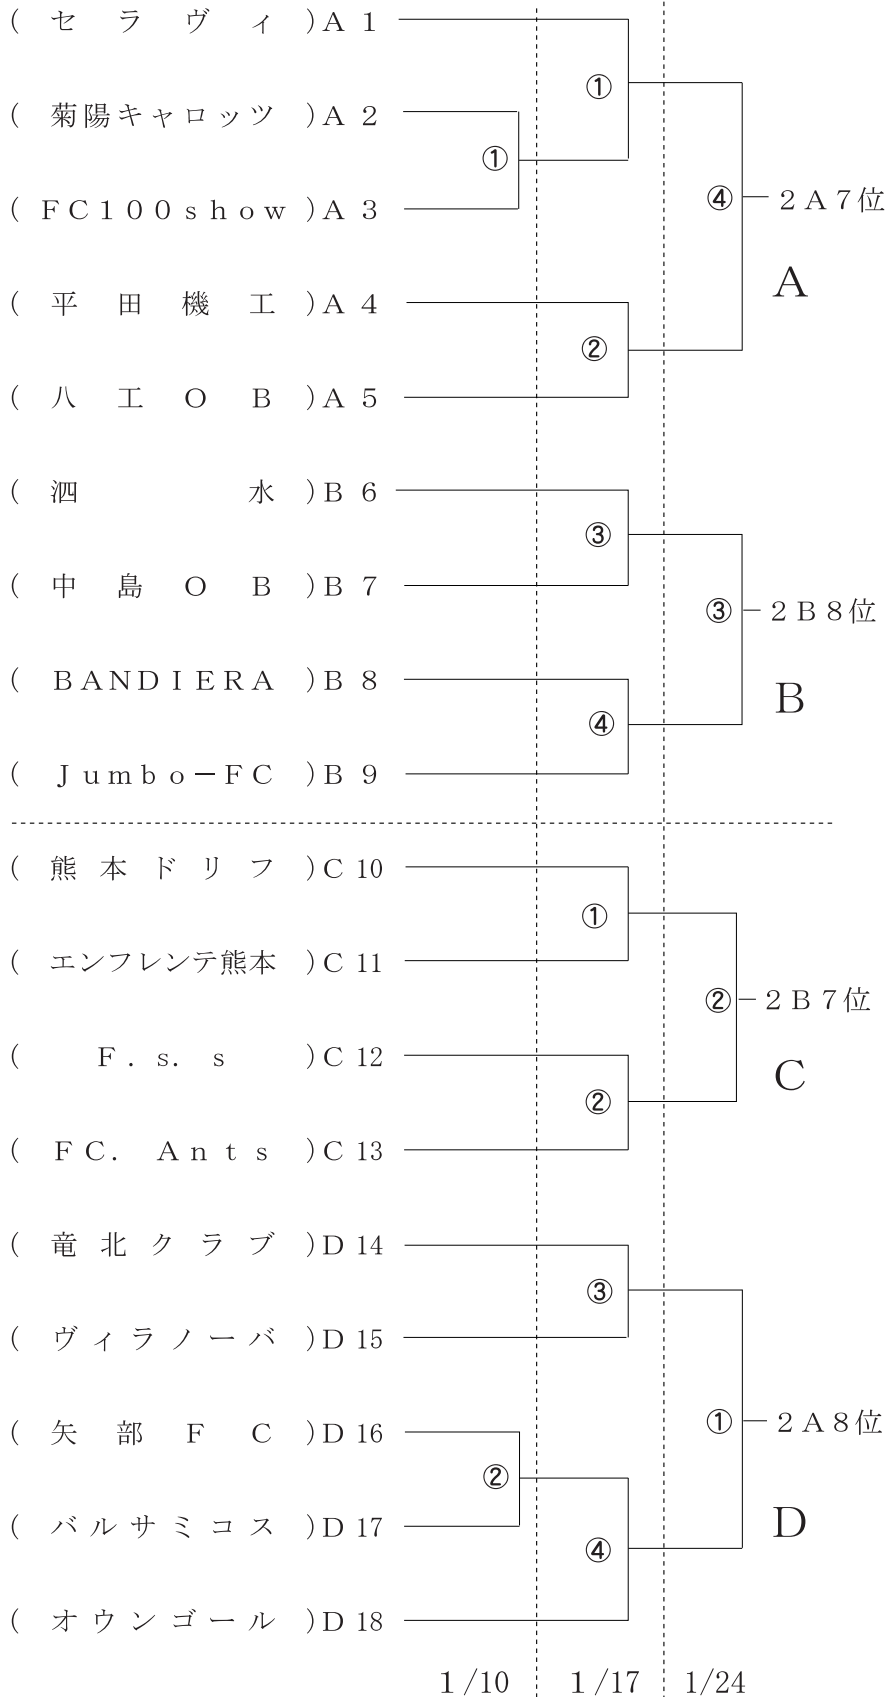 (セラヴィ)A 1
①
(菊陽キャロッツ)A 2
①
(FC100show)A 3
④ 2A7位
A
(平田機工)A 4
②
(八工OB)A 5
(泗水)B 6
③
(中島OB)B 7
③ 2B8位
(BANDIERA)B 8
B
④
(Jumbo－FC)B 9
(熊本ドリフ)C 10
①
(エンフレンテ熊本)C 11
② 2B7位
(F.s.s)C 12
C
②
(FC.Ants)C 13
(竜北クラブ)D 14
③
(ヴィラノーバ)D 15
① 2A8位
(矢部FC)D 16
②
(バルサミコス)D 17
D
④
(オウンゴール)D 18
1/10 1/17 1/24